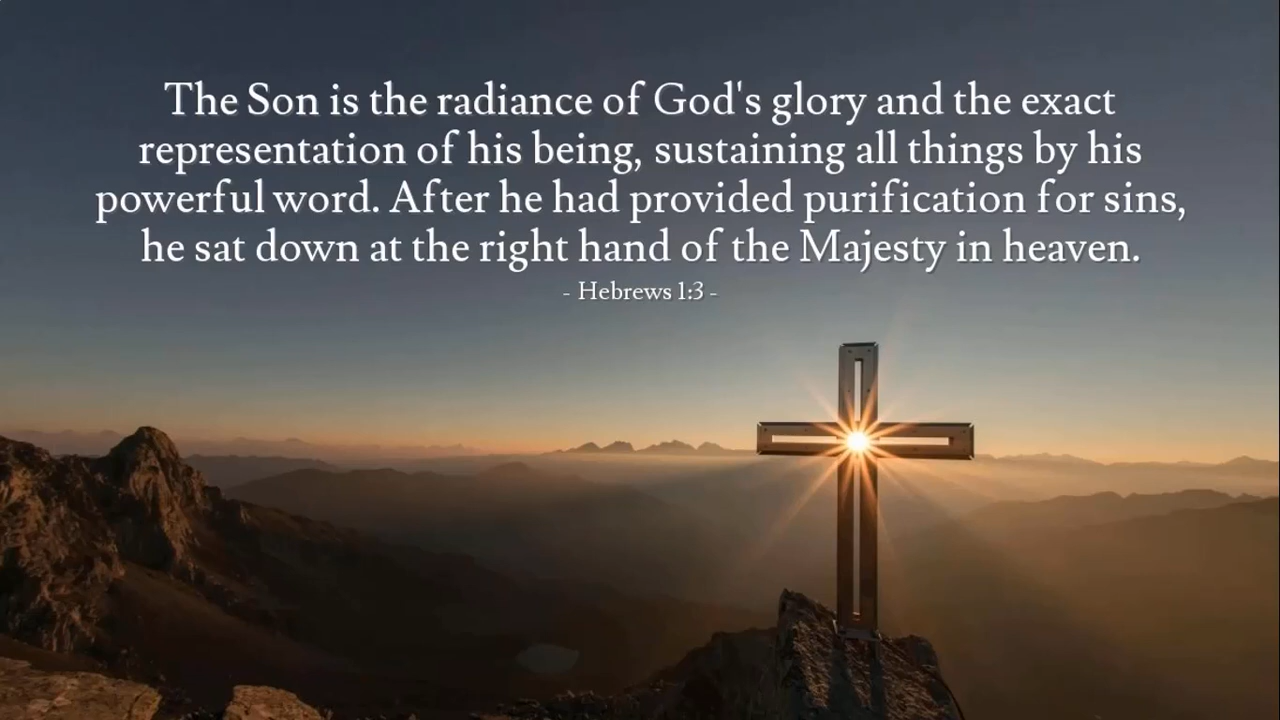 The Son is the radiance of God's glory and the exact
representation of his being, sustaining all things by his
powerful word. After he had provided purification for sins,
he sat down at the right hand of the Majesty in heaven.
- Hebrews 1:3 -